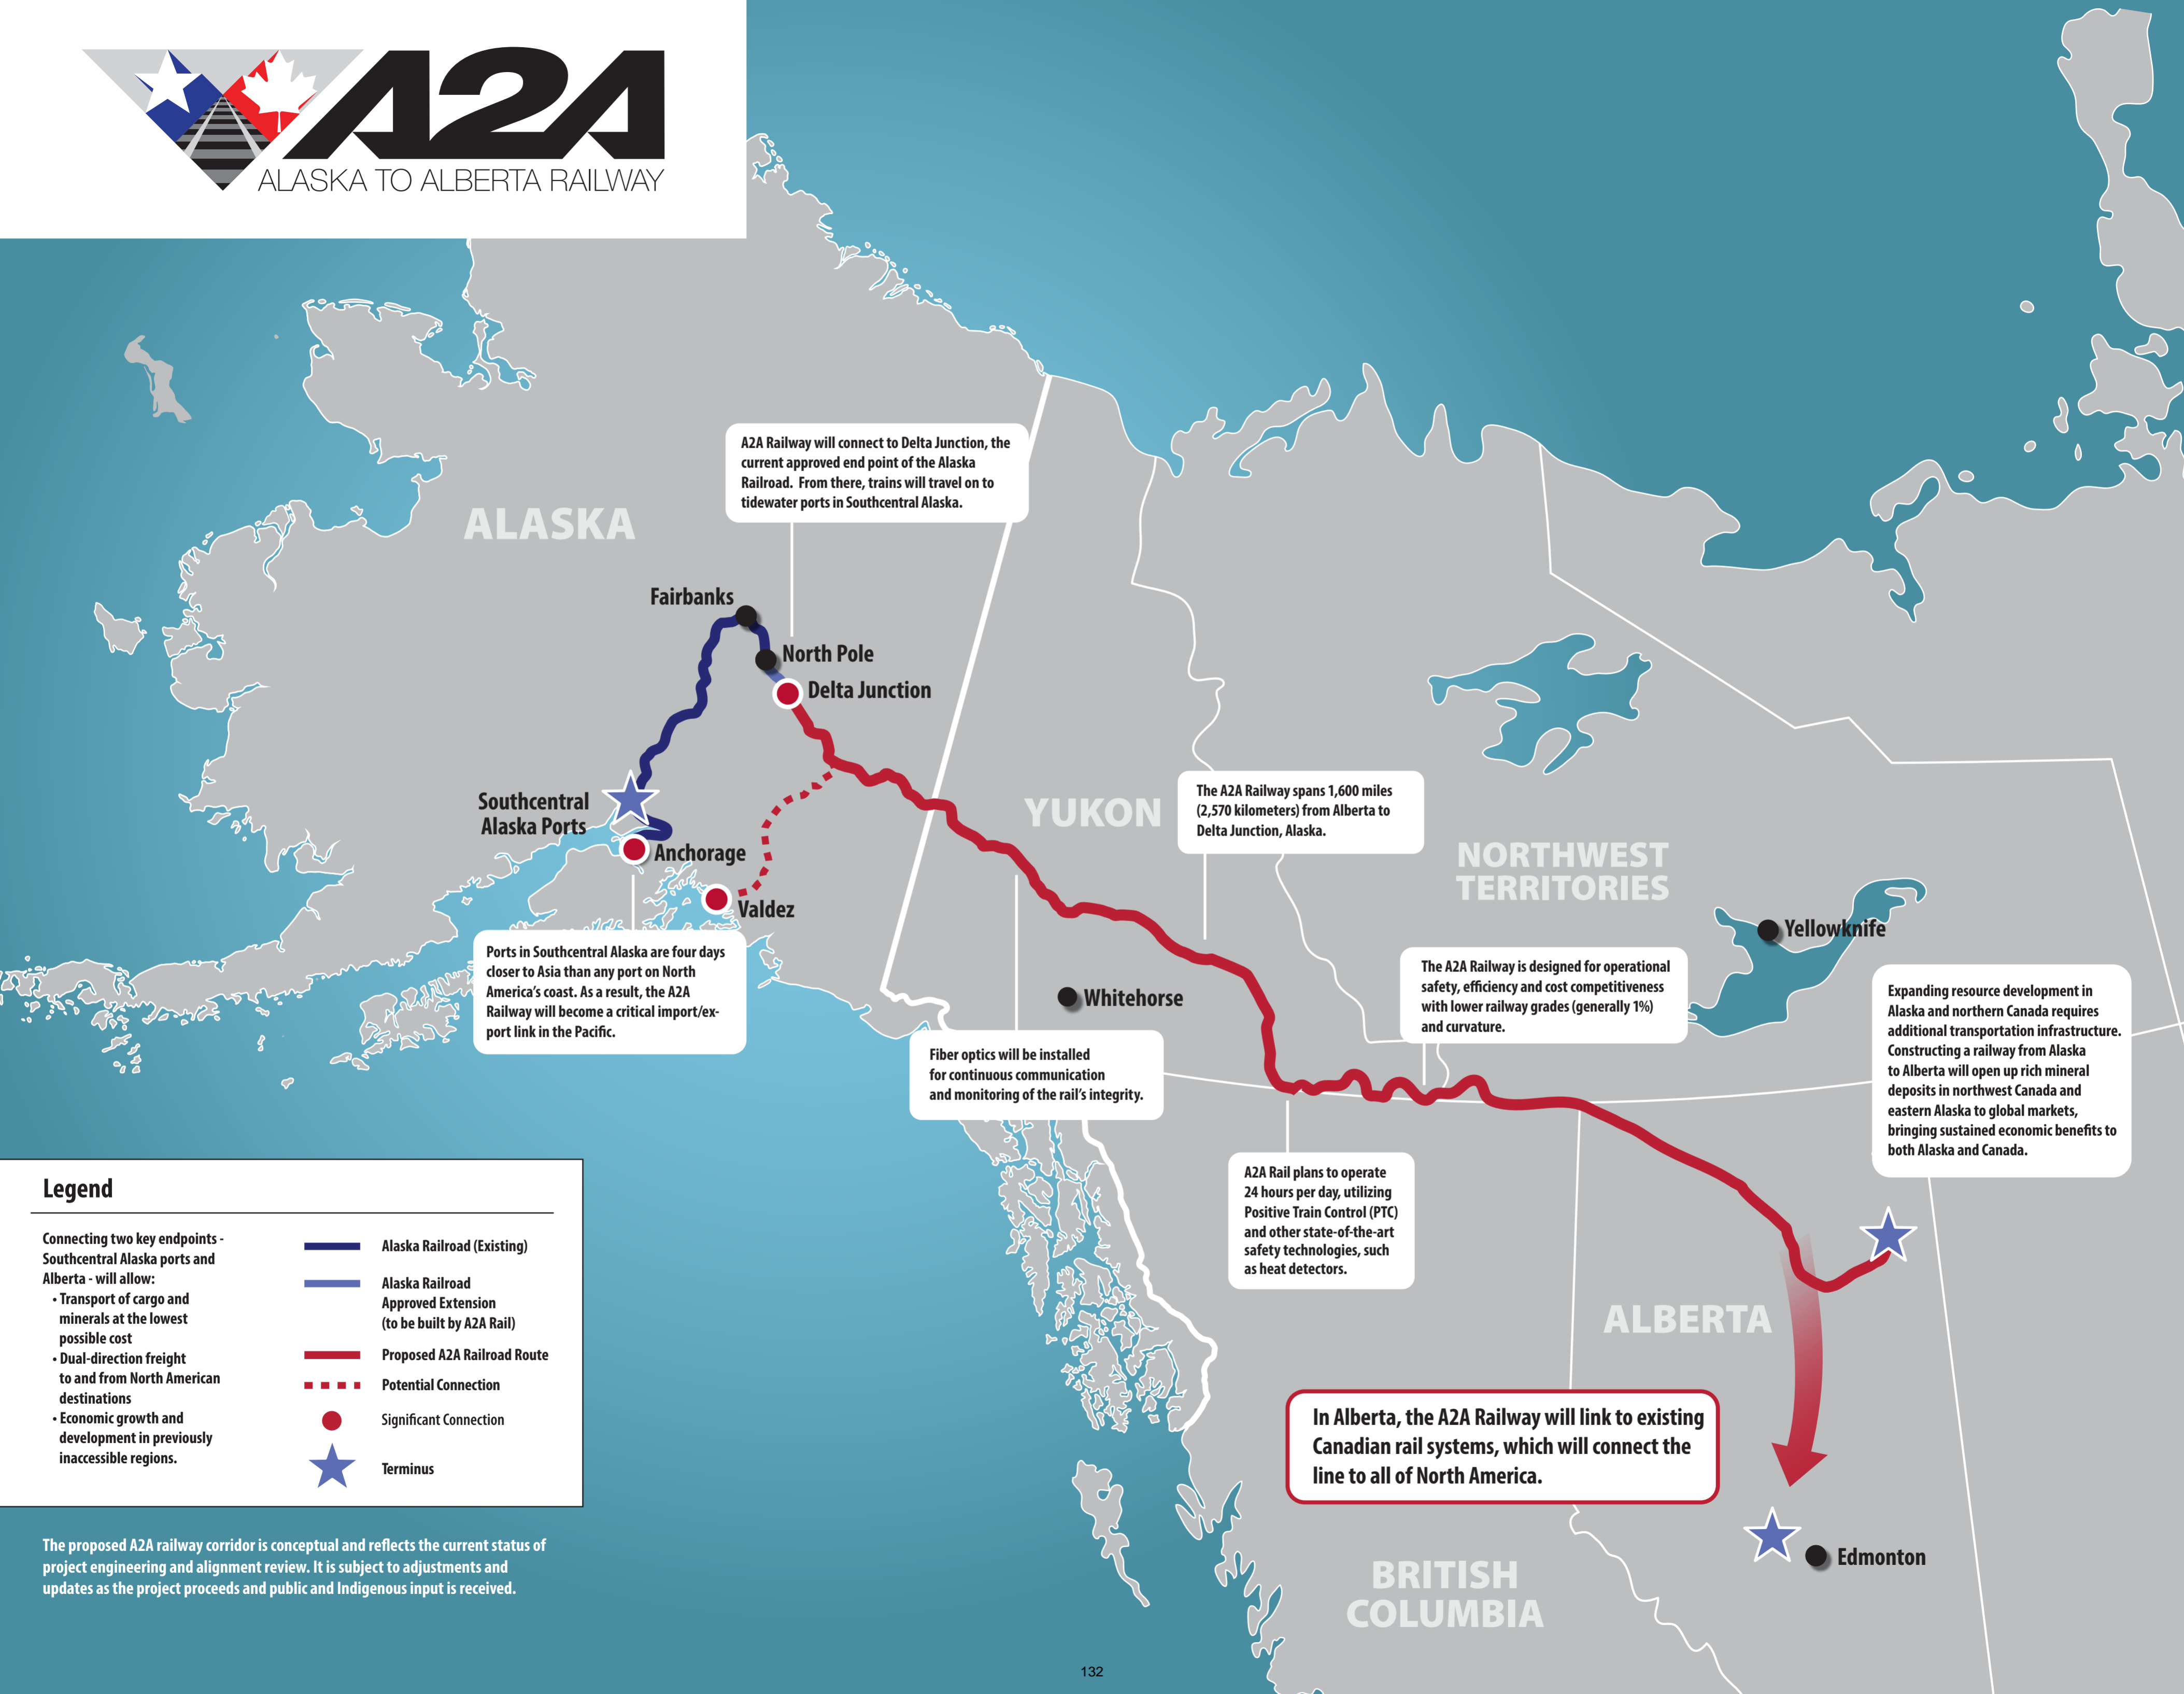 A2A
ALASKA TO ALBERTA RAILWAY
A2A Railway will connect to Delta Junction, the
current approved end point of the Alaska
Railroad. From there, trains will travel on to
tidewater ports in Southcentral Alaska.
ALASKA
Fairbanks
North Pole
Delta Junction
Southcentral
Alaska Ports
Anchorage
Valdez
YUKON
The A2A Railway spans 1,600 miles
(2,570 kilometers) from Alberta to
Delta Junction, Alaska.
NORTHWEST
TERRITORIES
Yellowknife
Ports in Southcentral Alaska are four days
closer to Asia than any port on North
America's coast. As a result, the A2A
Railway will become a critical import/ex-
port link in the Pacific.
Whitehorse
The A2A Railway is designed for operational
safety, efficiency and cost competitiveness
with lower railway grades (generally 1%)
and curvature.
Expanding resource development in
Alaska and northern Canada requires
additional transportation infrastructure.
Constructing a railway from Alaska
to Alberta will open up rich mineral
deposits in northwest Canada and
eastern Alaska to global markets,
bringing sustained economic benefits to
both Alaska and Canada.
Fiber optics will be installed
for continuous communication
and monitoring of the rail's integrity.
A2A Rail plans to operate
24 hours per day, utilizing
Positive Train Control (PTC)
and other state-of-the-art
safety technologies, such
as heat detectors.
ALBERTA
In Alberta, the A2A Railway will link to existing
Canadian rail systems, which will connect the
line to all of North America.
Edmonton
BRITISH
COLUMBIA
Legend
Connecting two key endpoints -
Southcentral Alaska ports and
Alberta - will allow:
• Transport of cargo and
minerals at the lowest
possible cost
• Dual-direction freight
to and from North American
destinations
• Economic growth and
development in previously
inaccessible regions.
Alaska Railroad (Existing)
Alaska Railroad
Approved Extension
(to be built by A2A Rail)
Proposed A2A Railroad Route
Potential Connection
Significant Connection
Terminus
The proposed A2A railway corridor is conceptual and reflects the current status of
project engineering and alignment review. It is subject to adjustments and
updates as the project proceeds and public and Indigenous input is received.
132